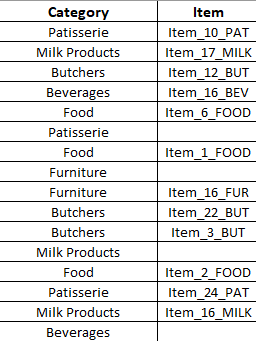 Category Item
Patisserie Item_10_PAT
Milk Products Item_17_MILK
Butchers Item_12_BUT
Beverages Item_16_BEV
Food Item_6_FOOD
Patisserie
Food Item_1_FOOD
Furniture
Furniture Item_16_FUR
Butchers Item_22_BUT
Butchers Item_3_BUT
Milk Products
Food Item_2_FOOD
Patisserie Item_24_PAT
Milk Products Item_16_MILK
Beverages